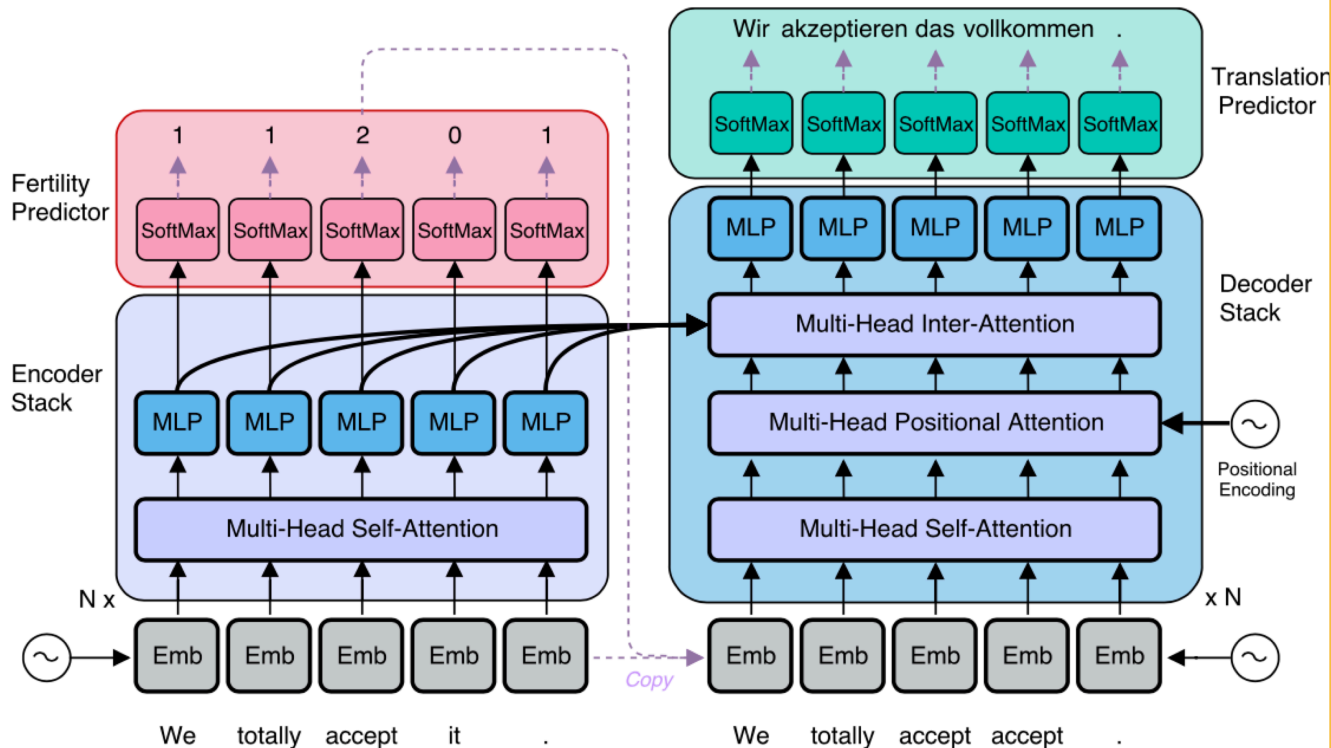 Wir akzeptieren das vollkommen .
SoftMax SoftMax SoftMax SoftMax SoftMax
Translation
Predictor
1 1 2 0 1
Fertility
Predictor
SoftMax SoftMax SoftMax SoftMax SoftMax
MLP MLP MLP MLP MLP
Decoder
Stack
Multi-Head Inter-Attention
Encoder
Stack
MLP MLP MLP MLP MLP
Multi-Head Positional Attention
Positional
Encoding
Multi-Head Self-Attention
Multi-Head Self-Attention
N x
x N
Emb Emb Emb Emb Emb
Copy
Emb Emb Emb Emb Emb
We totally accept it .
We totally accept accept .